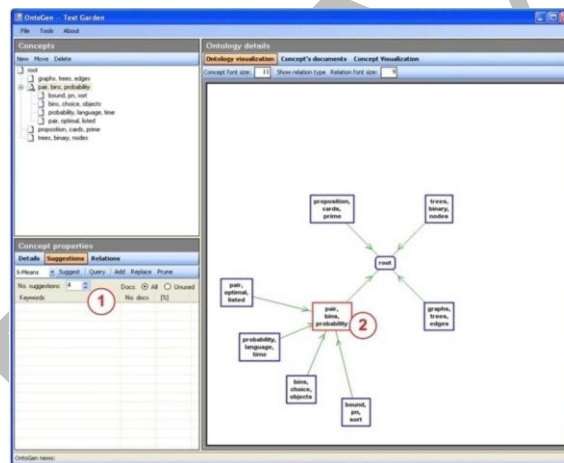 OntoGen -- Text Garden
File Tools About
Concepts
New Move Delete
root
graphs, trees, edges
pair, bins, probability
bound, pn, sort
bins, choice, objects
probability, language, time
pair, optimal, listed
proposition, cards, prime
trees, binary, nodes
Concept properties
Details Suggestions Relations
k-Means Suggest Query Add Replace Prune
No. suggestions: 4 Docs: All Unused
Keywords No. docs [%]
1
Ontology details
Ontology visualization Concept's documents Concept Visualization
Concept font size: 11 Show relation type Relation font size: 9
proposition,
cards,
prime
trees,
binary,
nodes
root
pair,
optimal,
listed
pair,
bins,
probability
2
graphs,
trees,
edges
probability,
language,
time
bins,
choice,
objects
bound,
pn,
sort
OntoGen news: